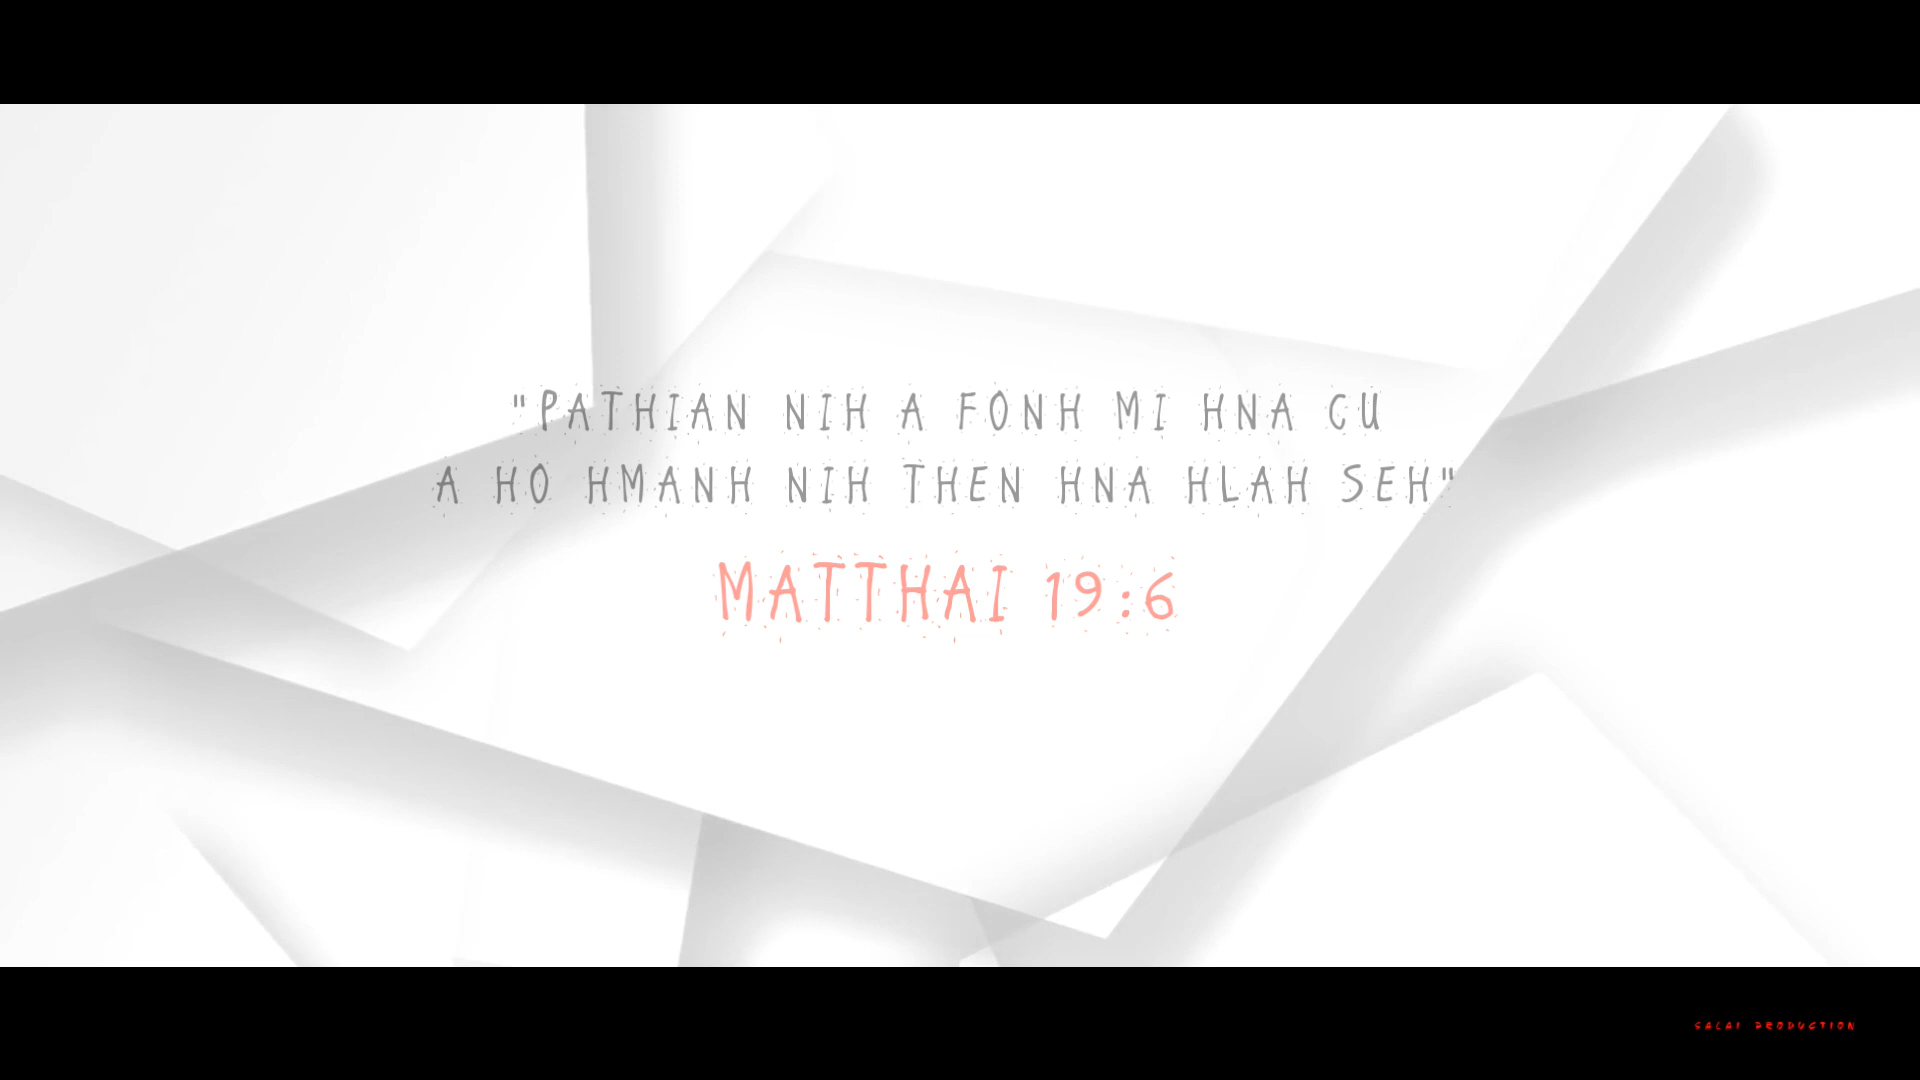 "PATHIAN NIH A FONH MI HNA CU
A HO HMANH NIH THEN HNA HLAH SEH"
MATTHAI 19:6
SALAI PRODUCTION